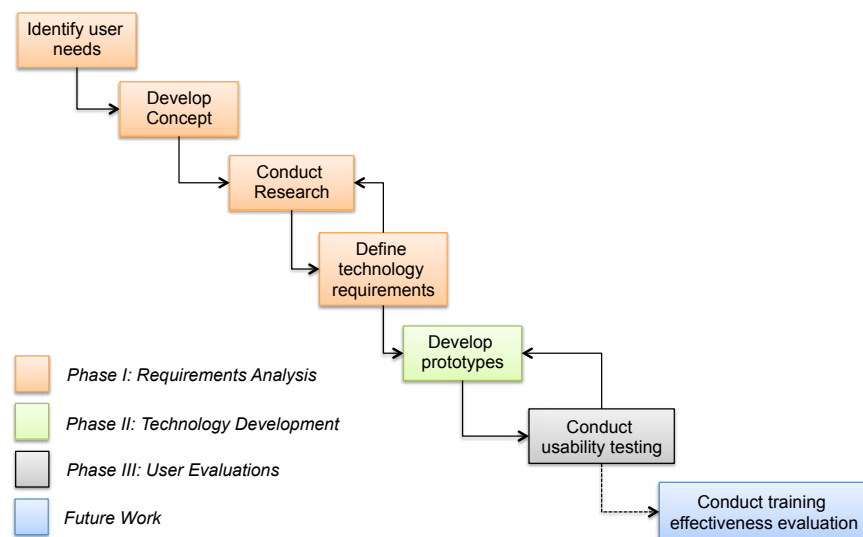 Identify user
needs
Develop
Concept
Conduct
Research
Define
technology
requirements
Develop
prototypes
Conduct
usability testing
Conduct training
effectiveness evaluation
Phase I: Requirements Analysis
Phase II: Technology Development
Phase III: User Evaluations
Future Work